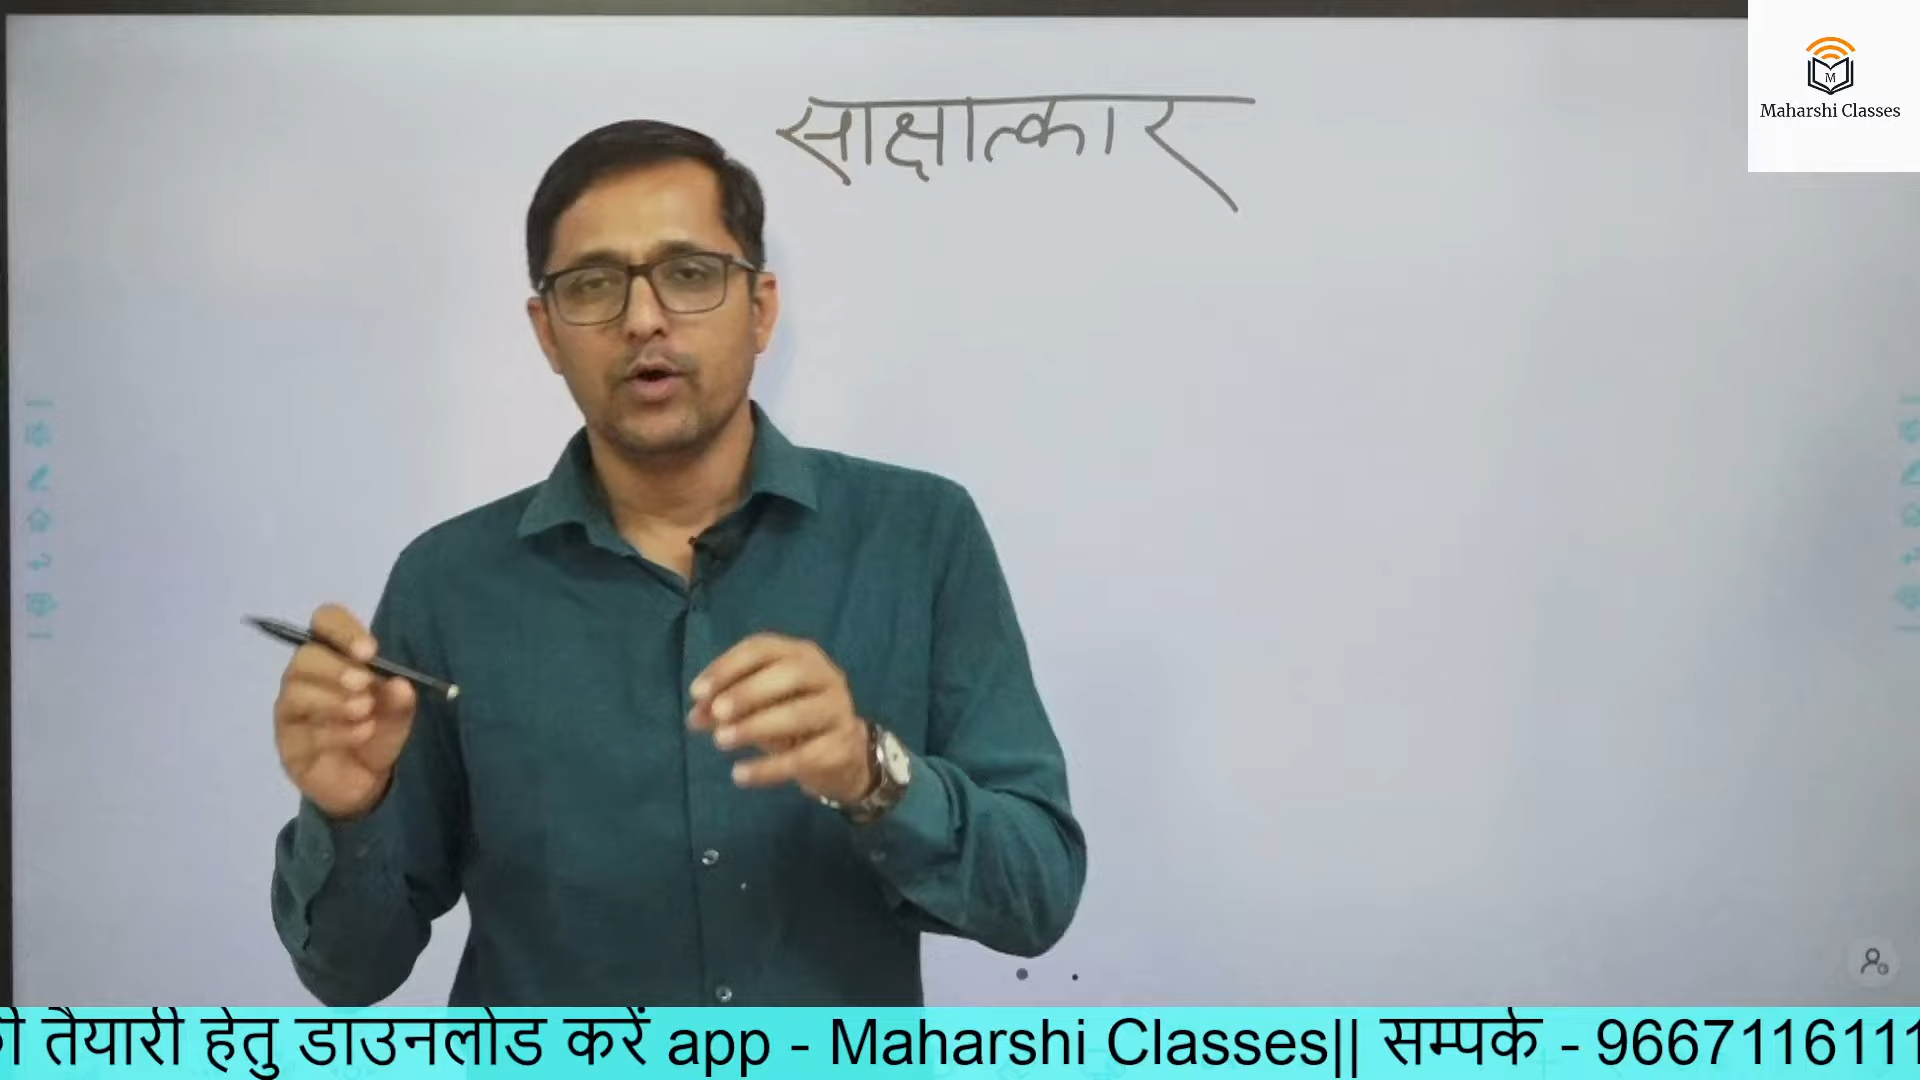 साक्षात्कार
M
Maharshi Classes
तैयारी हेतु डाउनलोड करें app - Maharshi Classes|| सम्पर्क - 9667116111